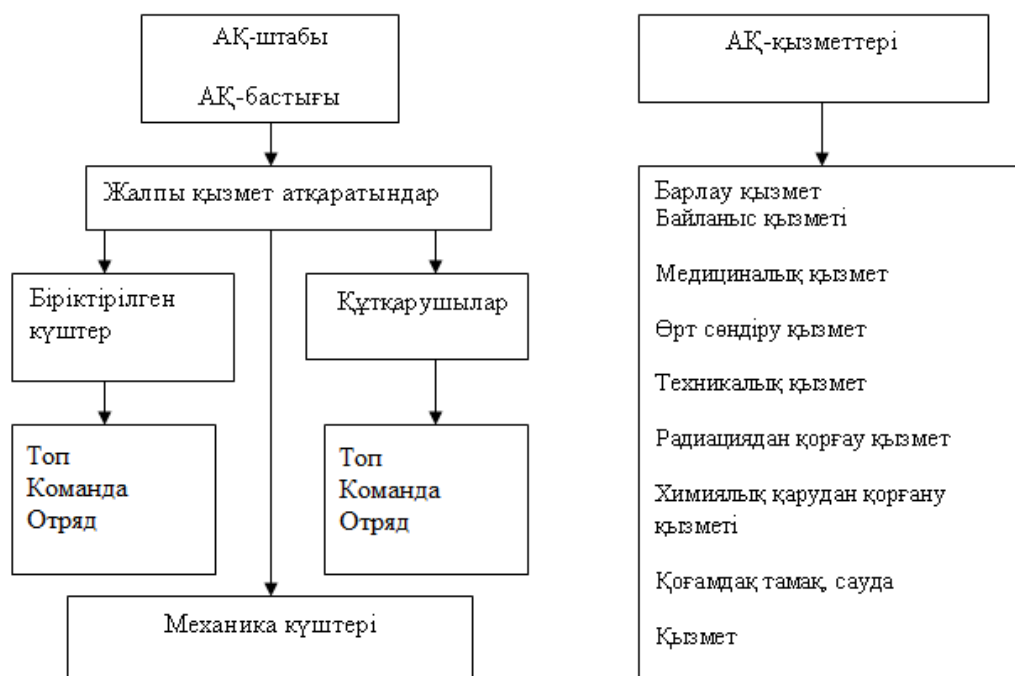 АҚ-штабы
АҚ-бастығы
Жалпы қызмет атқаратындар
Біріктірілген
күштер
Құтқарушылар
Топ
Команда
Отряд
Топ
Команда
Отряд
Механика күштері
АҚ-қызметтері
Барлау қызмет
Байланыс қызметі
Медициналық қызмет
Өрт сөндіру қызмет
Техникалық қызмет
Радиациядан қорғау қызмет
Химиялық қарудан қорғану
қызметі
Қоғамдақ тамақ, сауда
Қызмет